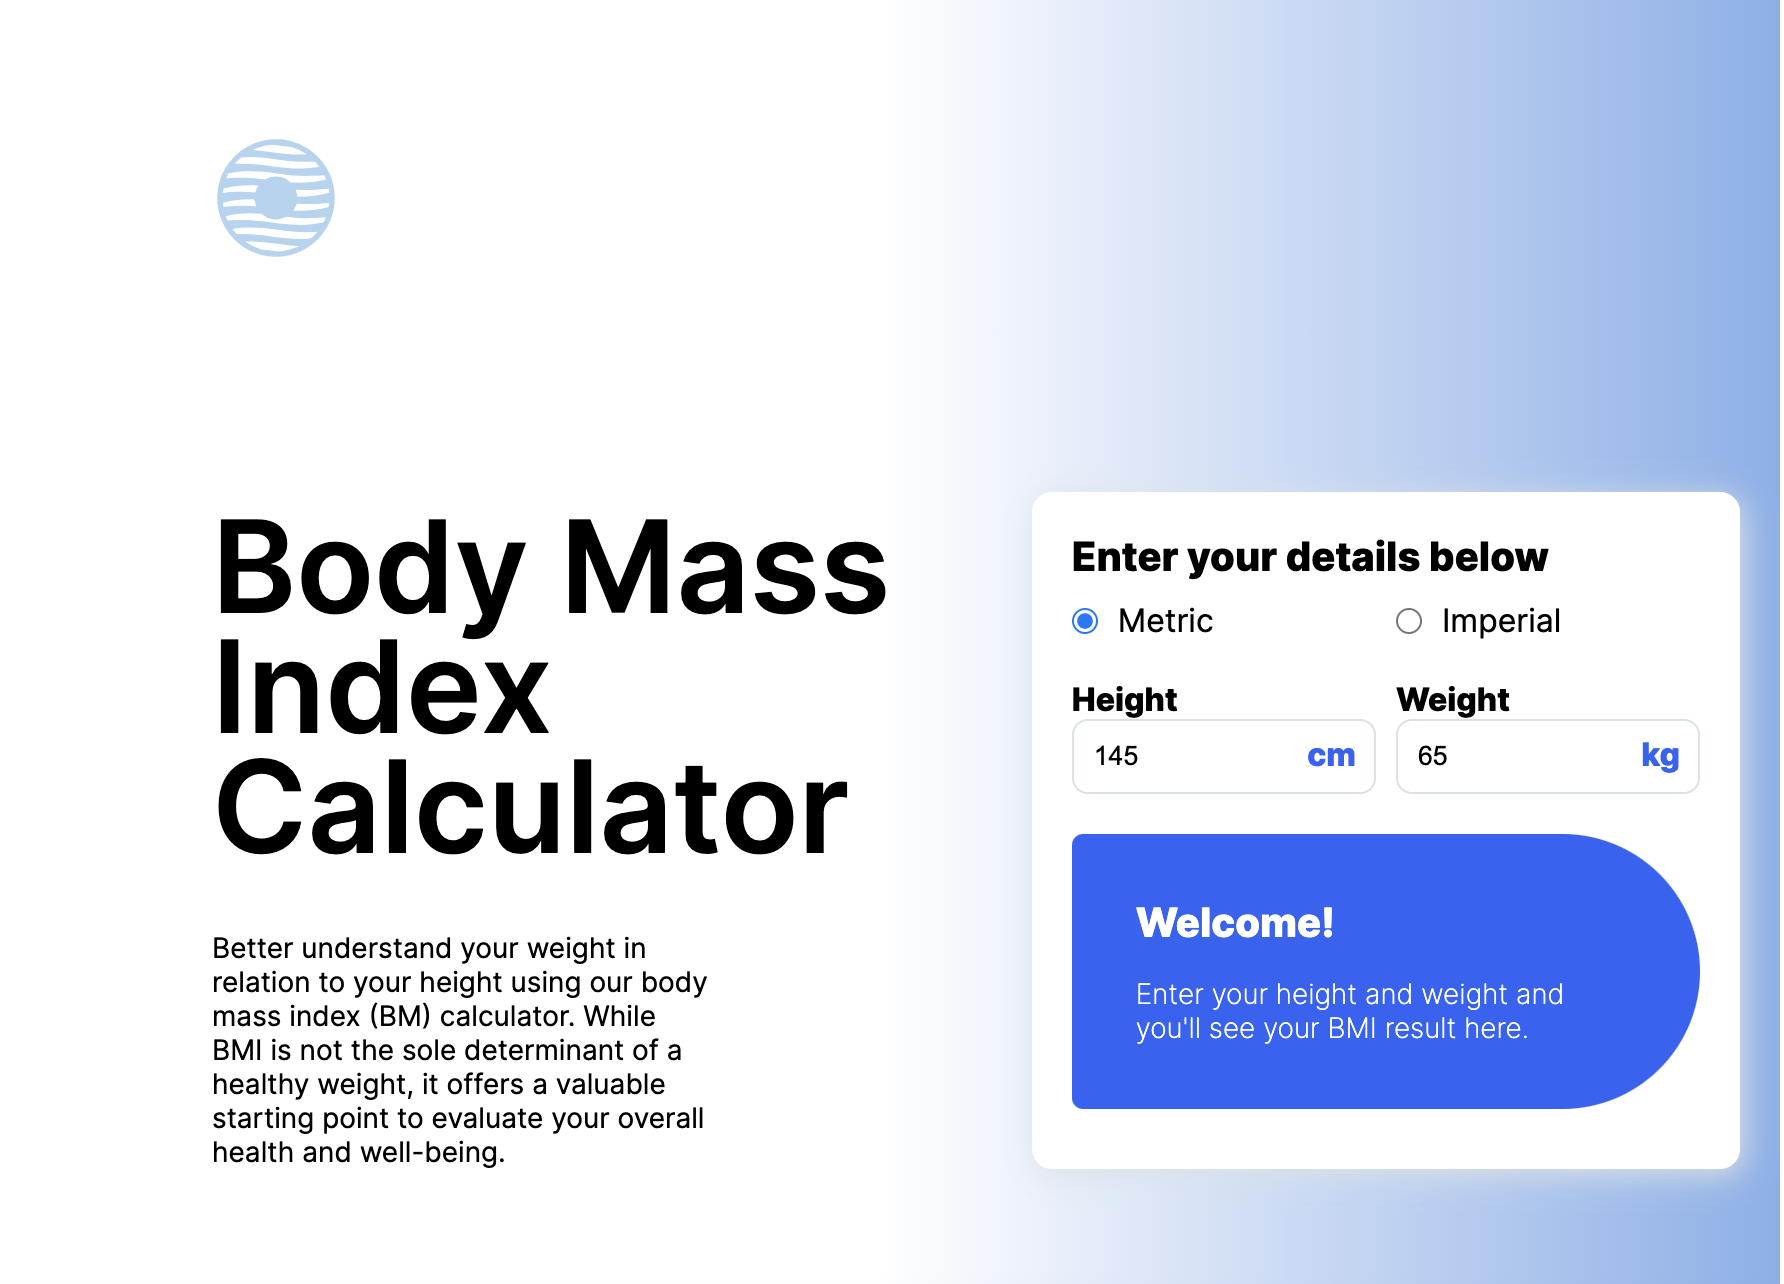 Body Mass
Index
Calculator
Better understand your weight in
relation to your height using our body
mass index (BM) calculator. While
BMI is not the sole determinant of a
healthy weight, it offers a valuable
starting point to evaluate your overall
health and well-being.
Enter your details below
Metric Imperial
Height Weight
145 cm 65 kg
Welcome!
Enter your height and weight and
you'll see your BMI result here.